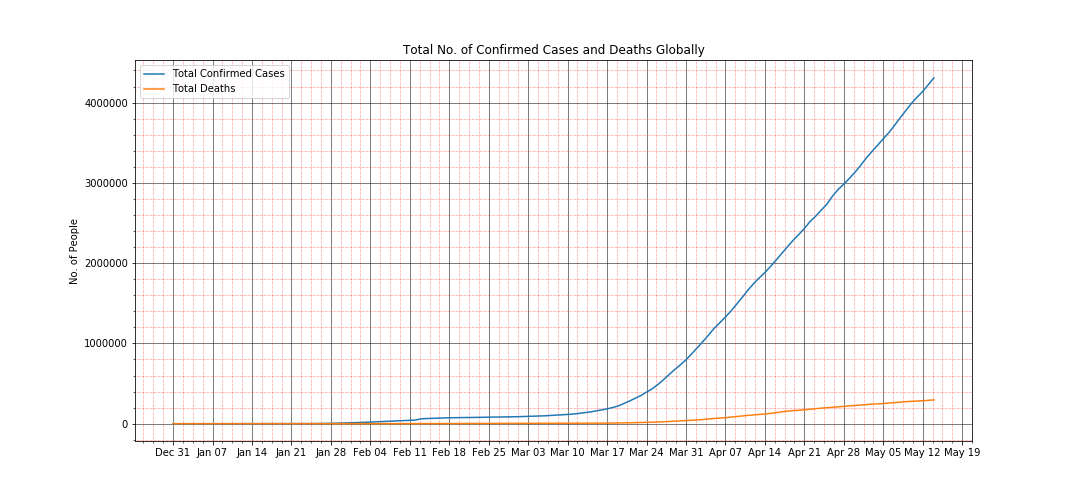 Total No. of Confirmed Cases and Deaths Globally
Total Confirmed Cases
Total Deaths
No. of People
4000000
3000000
2000000
1000000
0
Dec 31 Jan 07 Jan 14 Jan 21 Jan 28 Feb 04 Feb 11 Feb 18 Feb 25 Mar 03 Mar 10 Mar 17 Mar 24 Mar 31 Apr 07 Apr 14 Apr 21 Apr 28 May 05 May 12 May 19